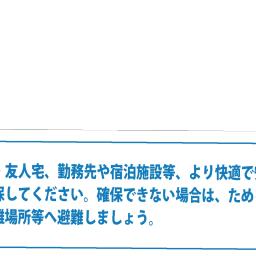 友人宅、勤務先や宿泊施設等、より快適で
保してください。確保できない場合は、ため
難場所等へ避難しましょう。